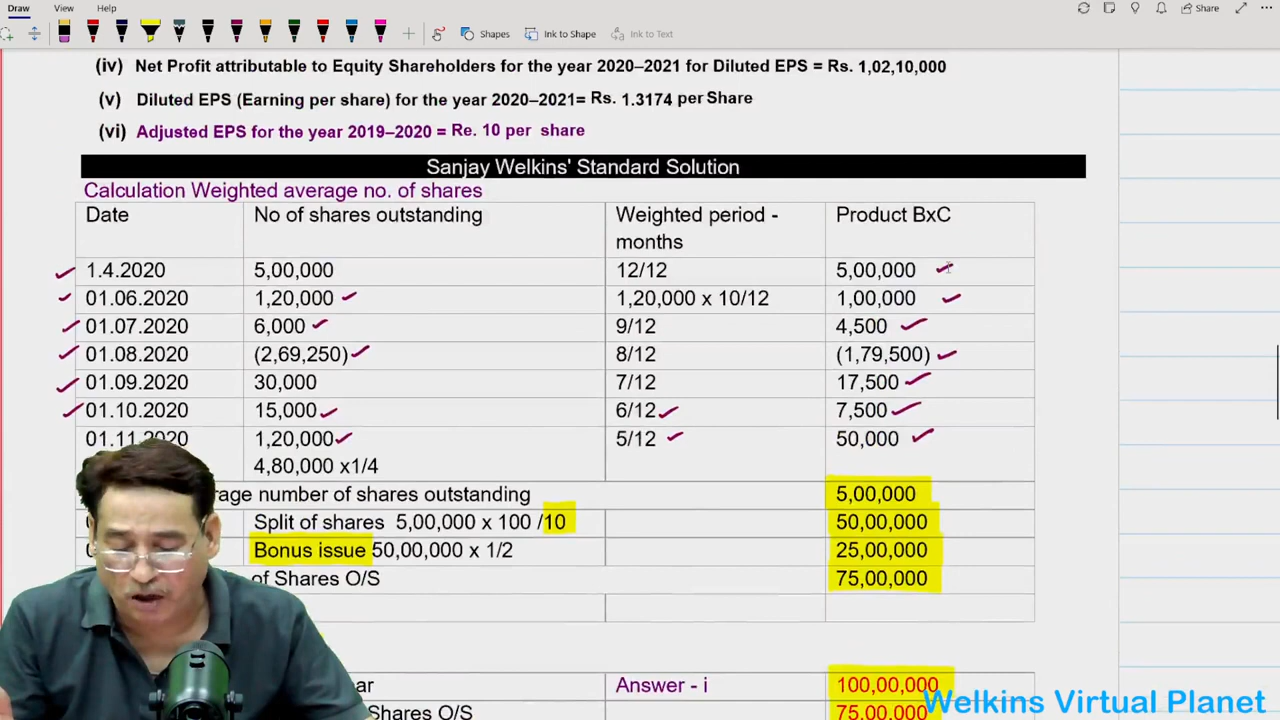 Draw View Help Share
Shapes Ink to Shape Ink to Text
(iv) Net Profit attributable to Equity Shareholders for the year 2020–2021 for Diluted EPS = Rs. 1,02,10,000
(v) Diluted EPS (Earning per share) for the year 2020–2021= Rs. 1.3174 per Share
(vi) Adjusted EPS for the year 2019–2020 = Re. 10 per share
Sanjay Welkins' Standard Solution
Calculation Weighted average no. of shares
Date No of shares outstanding Weighted period - months Product BxC
1.4.2020 5,00,000 12/12 5,00,000
01.06.2020 1,20,000 1,20,000 x 10/12 1,00,000
01.07.2020 6,000 9/12 4,500
01.08.2020 (2,69,250) 8/12 (1,79,500)
01.09.2020 30,000 7/12 17,500
01.10.2020 15,000 6/12 7,500
01.11.2020 1,20,000 5/12 50,000
4,80,000 x1/4
number of shares outstanding 5,00,000
Split of shares 5,00,000 x 100 /10 50,00,000
Bonus issue 50,00,000 x 1/2 25,00,000
of Shares O/S 75,00,000
Answer - i 100,00,000
Shares O/S 75,00,000
Welkins Virtual Planet